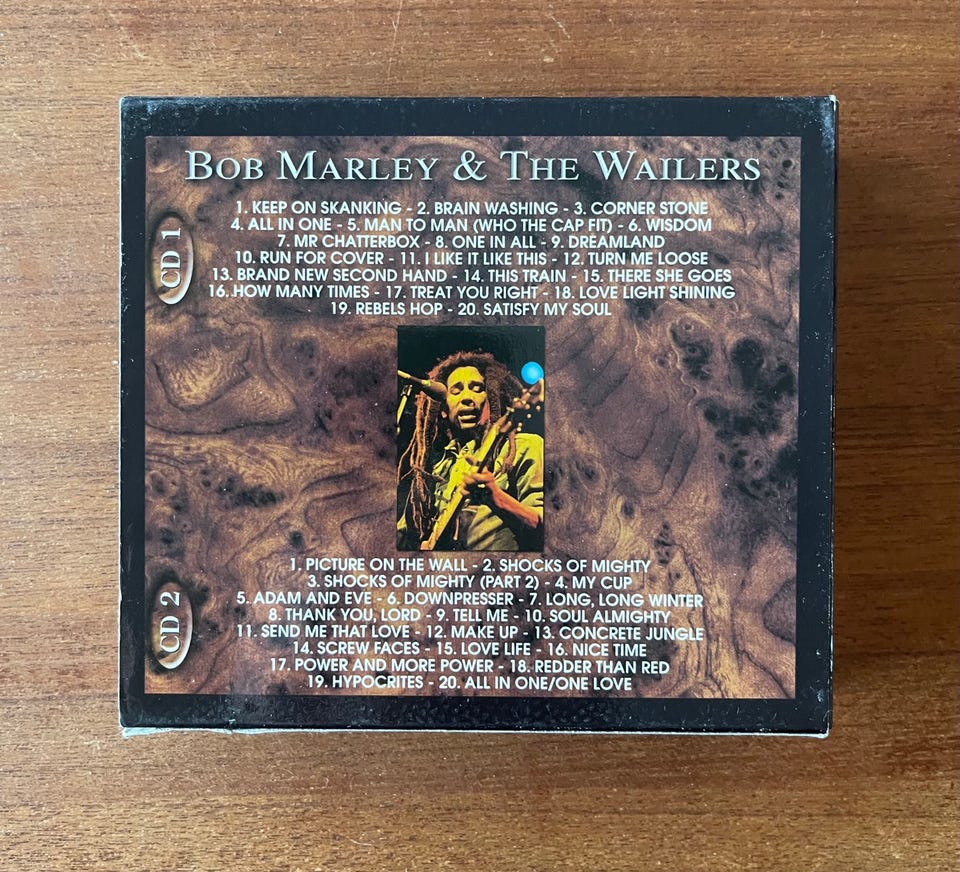 BOB MARLEY & THE WAILERS
CD 1
1. KEEP ON SKANKING - 2. BRAIN WASHING - 3. CORNER STONE
4. ALL IN ONE - 5. MAN TO MAN (WHO THE CAP FIT) - 6. WISDOM
7. MR CHATTERBOX - 8. ONE IN ALL - 9. DREAMLAND
10. RUN FOR COVER - 11. I LIKE IT LIKE THIS - 12. TURN ME LOOSE
13. BRAND NEW SECOND HAND - 14. THIS TRAIN - 15. THERE SHE GOES
16. HOW MANY TIMES - 17. TREAT YOU RIGHT - 18. LOVE LIGHT SHINING
19. REBELS HOP - 20. SATISFY MY SOUL
CD 2
1. PICTURE ON THE WALL - 2. SHOCKS OF MIGHTY
3. SHOCKS OF MIGHTY (PART 2) - 4. MY CUP
5. ADAM AND EVE - 6. DOWNPRESSER - 7. LONG, LONG WINTER
8. THANK YOU, LORD - 9. TELL ME - 10. SOUL ALMIGHTY
11. SEND ME THAT LOVE - 12. MAKE UP - 13. CONCRETE JUNGLE
14. SCREW FACES - 15. LOVE LIFE - 16. NICE TIME
17. POWER AND MORE POWER - 18. REDDER THAN RED
19. HYPOCRITES - 20. ALL IN ONE/ONE LOVE